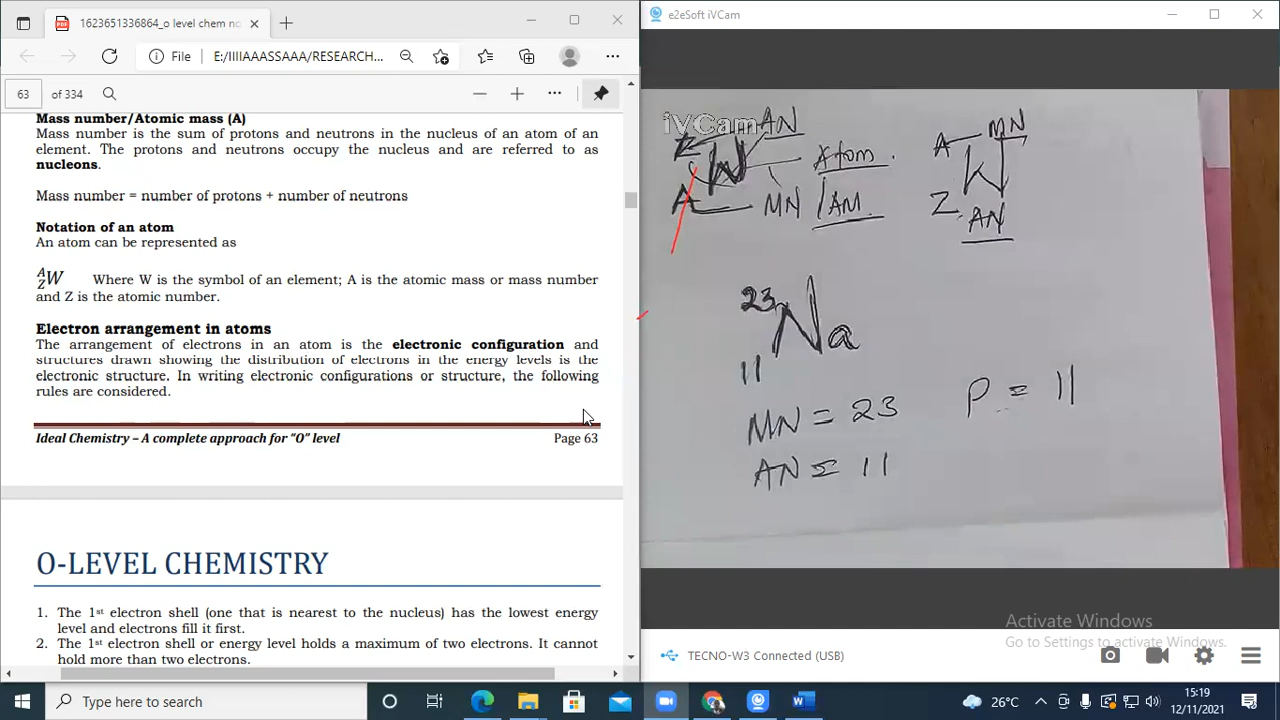 1623651336864_o level chem no
File E:/IIIIAAASSAAA/RESEARCH...
63 of 334
Mass number/Atomic mass (A)
Mass number is the sum of protons and neutrons in the nucleus of an atom of an
element. The protons and neutrons occupy the nucleus and are referred to as
nucleons.
Mass number = number of protons + number of neutrons
Notation of an atom
An atom can be represented as
A
Z W Where W is the symbol of an element; A is the atomic mass or mass number
and Z is the atomic number.
Electron arrangement in atoms
The arrangement of electrons in an atom is the electronic configuration and
structures drawn showing the distribution of electrons in the energy levels is the
electronic structure. In writing electronic configurations or structure, the following
rules are considered.
Ideal Chemistry – A complete approach for "O" level Page 63
O-LEVEL CHEMISTRY
1. The 1st electron shell (one that is nearest to the nucleus) has the lowest energy
level and electrons fill it first.
2. The 1st electron shell or energy level holds a maximum of two electrons. It cannot
hold more than two electrons.
e2eSoft iVCam
iVCam
Z AN
W Atom.
A MN/AM.
A MN
W
Z. AN
23
Na
11
MN = 23
AN = 11
P = 11
Activate Windows
Go to Settings to activate Windows.
TECNO-W3 Connected (USB)
Type here to search
26°C
15:19
12/11/2021